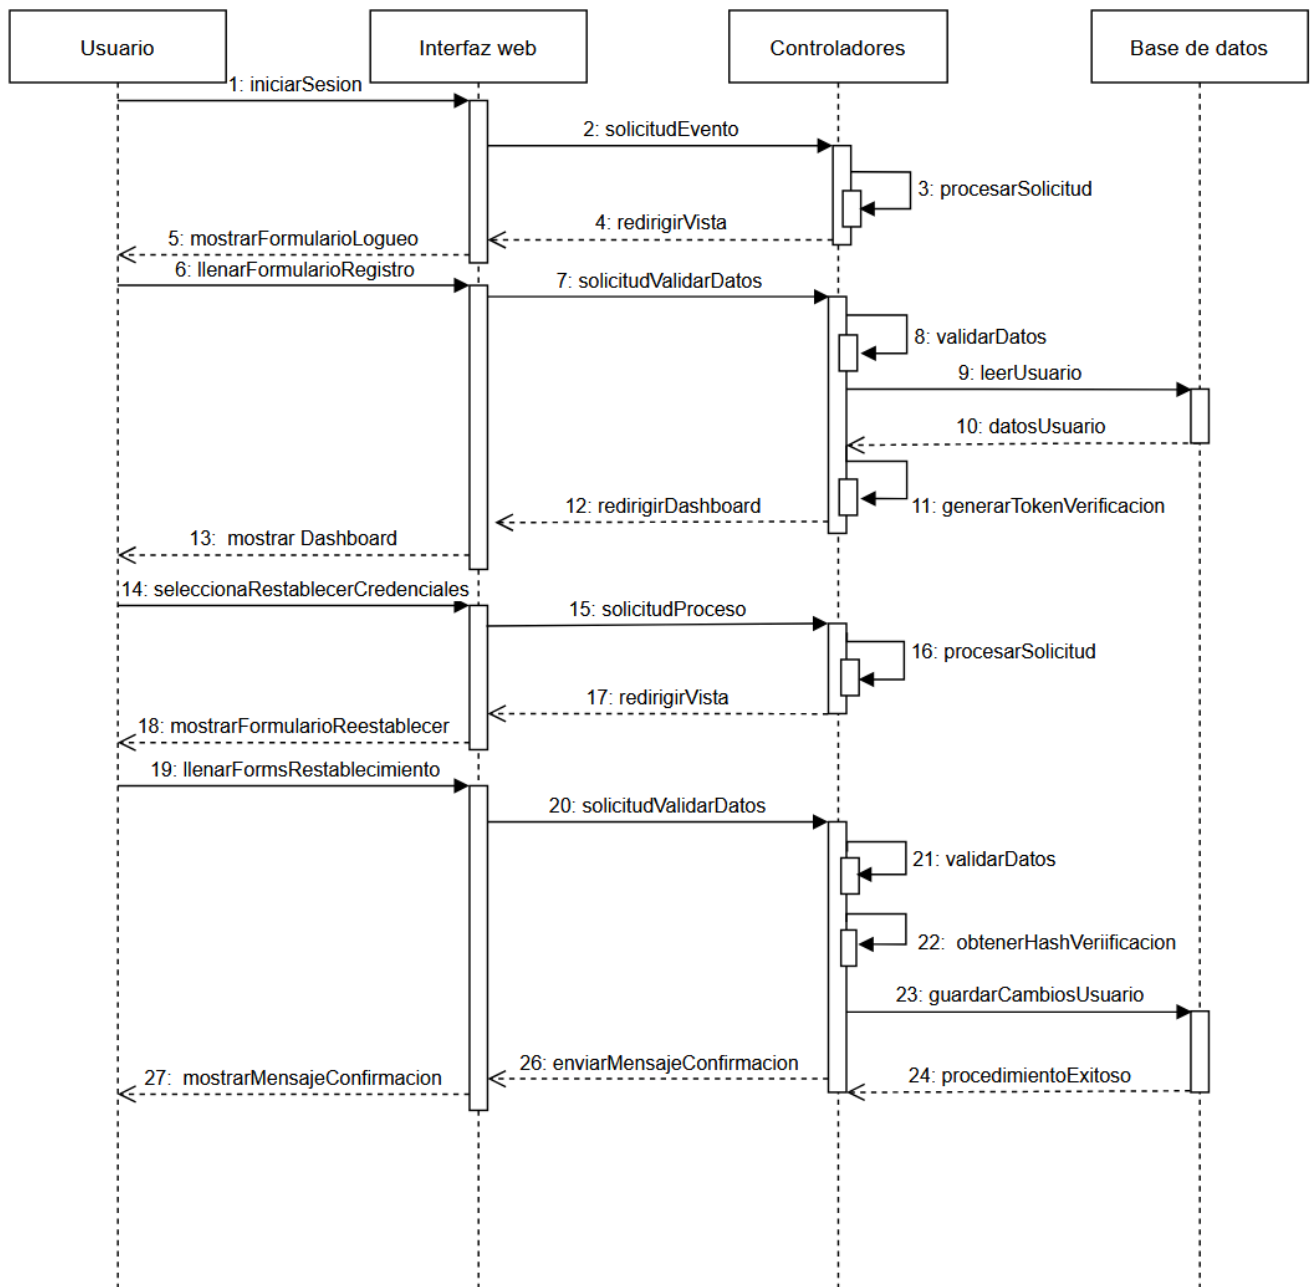 Usuario
Interfaz web
Controladores
Base de datos
1: iniciarSesion
2: solicitudEvento
3: procesarSolicitud
4: redirigirVista
5: mostrarFormularioLogueo
6: llenarFormularioRegistro
7: solicitudValidarDatos
8: validarDatos
9: leerUsuario
10: datosUsuario
11: generarTokenVerificacion
12: redirigirDashboard
13:  mostrar Dashboard
14: seleccionaRestablecerCredenciales
15: solicitudProceso
16: procesarSolicitud
17: redirigirVista
18: mostrarFormularioReestablecer
19: llenarFormsRestablecimiento
20: solicitudValidarDatos
21: validarDatos
22:  obtenerHashVeriificacion
23: guardarCambiosUsuario
26: enviarMensajeConfirmacion
24: procedimientoExitoso
27:  mostrarMensajeConfirmacion